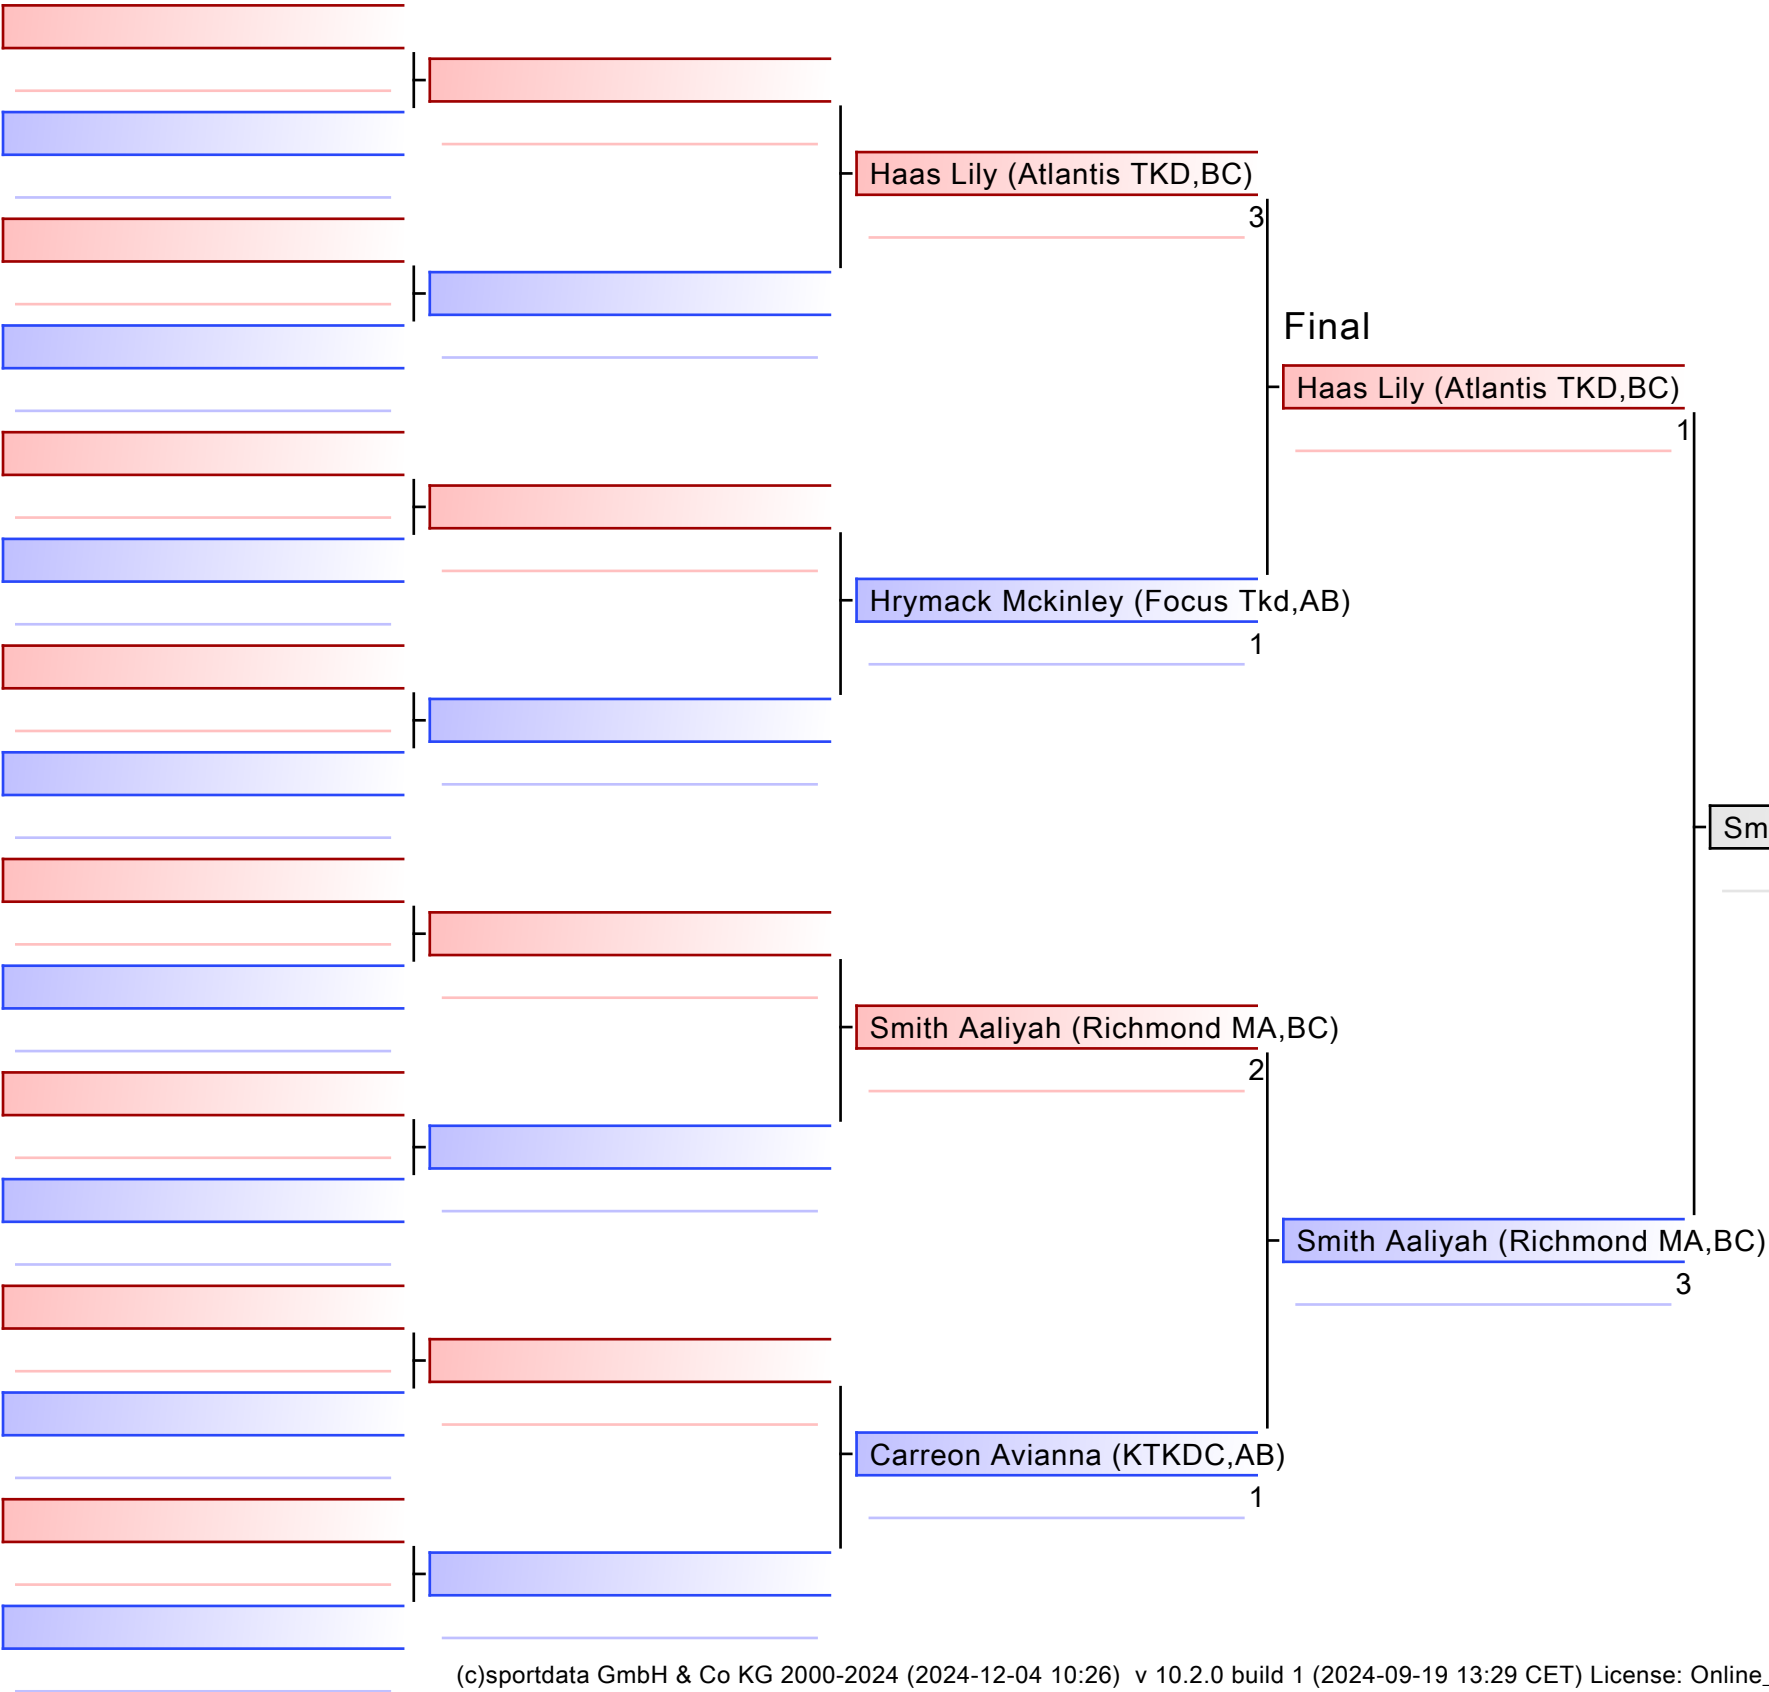 Haas Lily (Atlantis TKD,BC)
3
Final
Haas Lily (Atlantis TKD,BC)
1
Hrymack Mckinley (Focus Tkd,AB)
1
Sm
Smith Aaliyah (Richmond MA,BC)
2
Smith Aaliyah (Richmond MA,BC)
3
Carreon Avianna (KTKDC,AB)
1
(c)sportdata GmbH & Co KG 2000-2024 (2024-12-04 10:26) v 10.2.0 build 1 (2024-09-19 13:29 CET) License: Online_